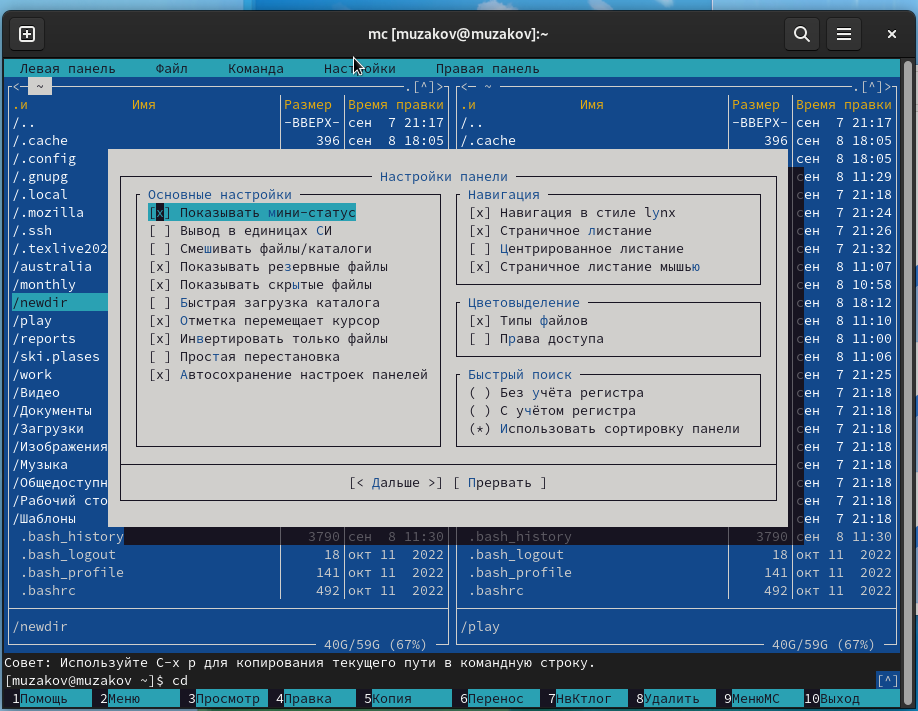 mc [muzakov@muzakov]:~
Левая панель Файл Команда Настройки Правая панель
<─ ~ .[^]> <─ ~ .[^]>
.и Имя Размер Время правки .и Имя Размер Время правки
/.. -ВВЕРХ- сен 7 21:17 /.. -ВВЕРХ- сен 7 21:17
/.cache 396 сен 8 18:05 /.cache 396 сен 8 18:05
/.config сен 8 18:05
/.gnupg Настройки панели сен 8 11:29
/.local Основные настройки Навигация сен 7 21:18
/.mozilla [x] Показывать мини-статус [x] Навигация в стиле lynx сен 7 21:24
/.ssh [ ] Вывод в единицах СИ [x] Страничное листание сен 7 21:26
/.texlive202 [ ] Смешивать файлы/каталоги [ ] Центрированное листание сен 7 21:32
/australia [x] Показывать резервные файлы [x] Страничное листание мышью сен 8 11:07
/monthly [x] Показывать скрытые файлы сен 8 10:58
/newdir [ ] Быстрая загрузка каталога Цветовыделение сен 8 18:12
/play [x] Отметка перемещает курсор [x] Типы файлов сен 8 11:10
/reports [x] Инвертировать только файлы [ ] Права доступа сен 8 11:00
/ski.plases [ ] Простая перестановка сен 8 11:06
/work [x] Автосохранение настроек панелей Быстрый поиск сен 7 21:25
/Видео ( ) Без учёта регистра сен 7 21:18
/Документы ( ) С учётом регистра сен 7 21:18
/Загрузки (*) Использовать сортировку панели сен 7 21:18
/Изображения сен 7 21:18
/Музыка сен 7 21:18
/Общедоступн [< Дальше >] [ Прервать ] сен 7 21:18
/Рабочий сто сен 7 21:18
/Шаблоны сен 7 21:18
.bash_history 3790 сен 8 11:30 .bash_history 3790 сен 8 11:30
.bash_logout 18 окт 11 2022 .bash_logout 18 окт 11 2022
.bash_profile 141 окт 11 2022 .bash_profile 141 окт 11 2022
.bashrc 492 окт 11 2022 .bashrc 492 окт 11 2022
/newdir /play
40G/59G (67%) 40G/59G (67%)
Совет: Используйте C-x p для копирования текущего пути в командную строку.
[muzakov@muzakov ~]$ cd [^]
1Помощь 2Меню 3Просмотр 4Правка 5Копия 6Перенос 7НвКтлог 8Удалить 9МенюМС 10Выход